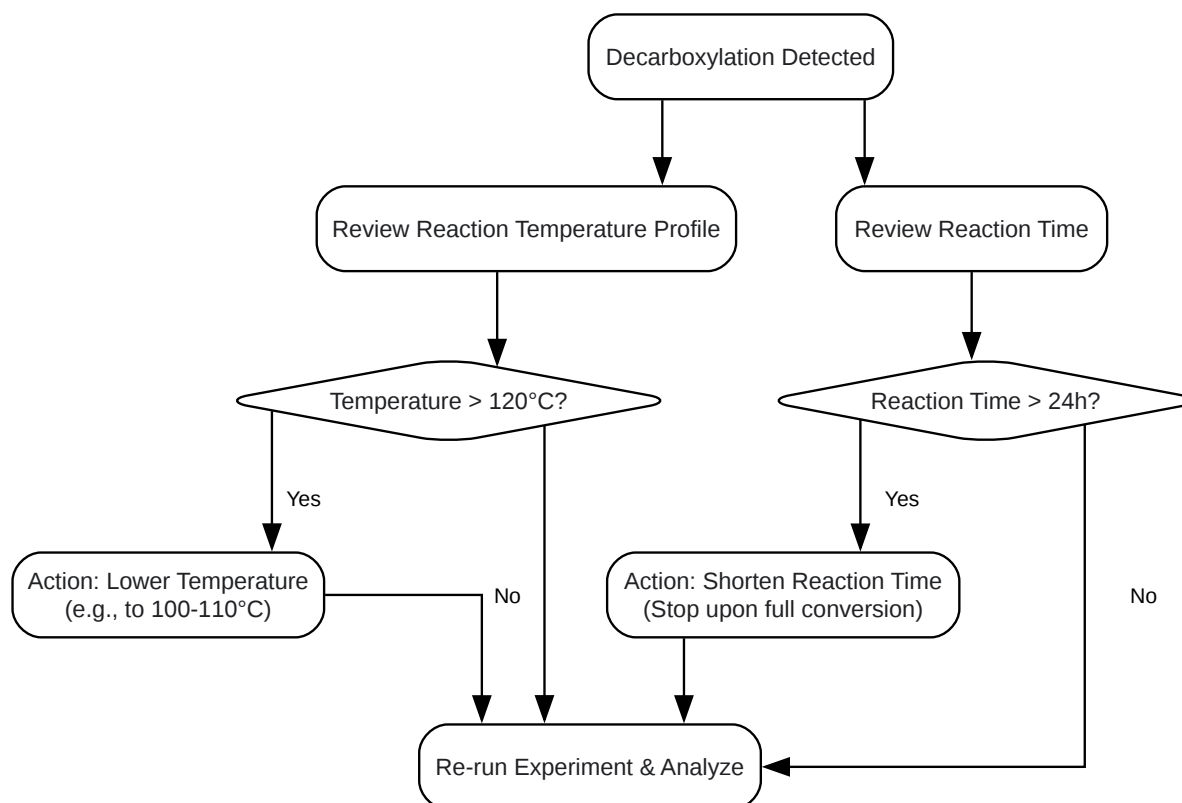 Decarboxylation Detected
Review Reaction Temperature Profile
Review Reaction Time
Temperature > 120°C?
Reaction Time > 24h?
Yes
Yes
Action: Lower Temperature
(e.g., to 100-110°C)
No
Action: Shorten Reaction Time
(Stop upon full conversion)
No
Re-run Experiment & Analyze